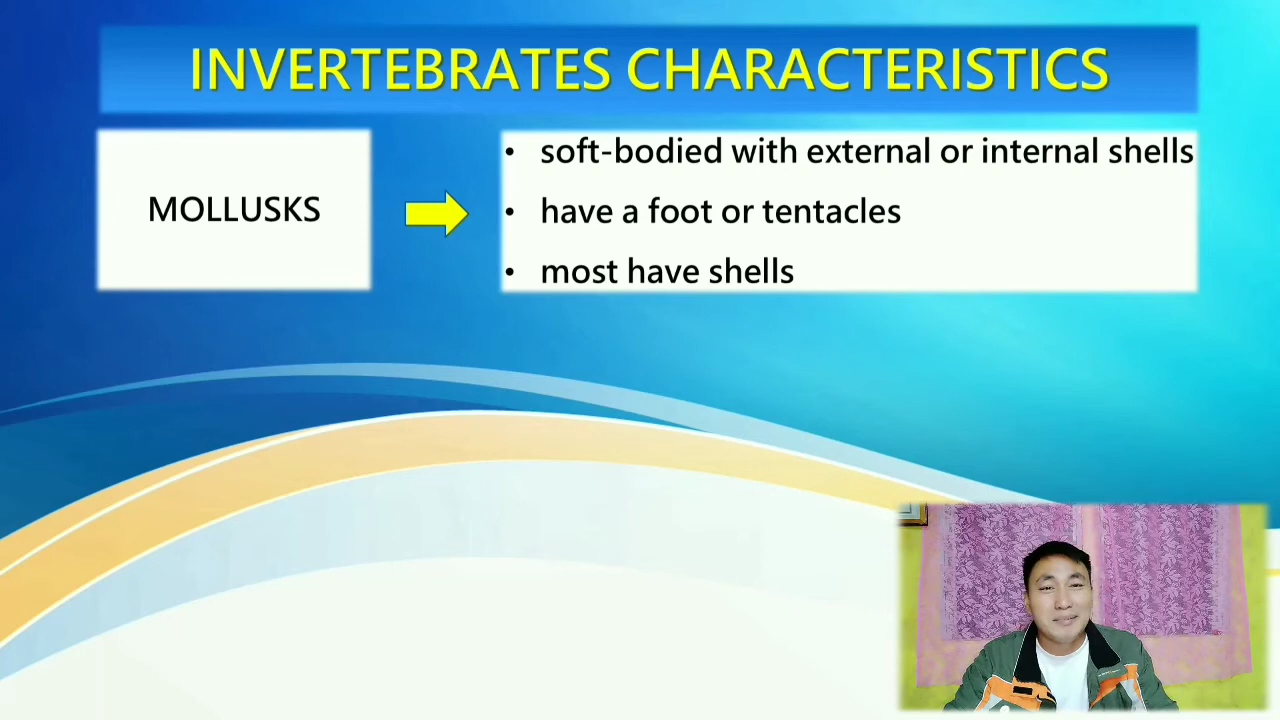 INVERTEBRATES CHARACTERISTICS
MOLLUSKS
• soft-bodied with external or internal shells
• have a foot or tentacles
• most have shells